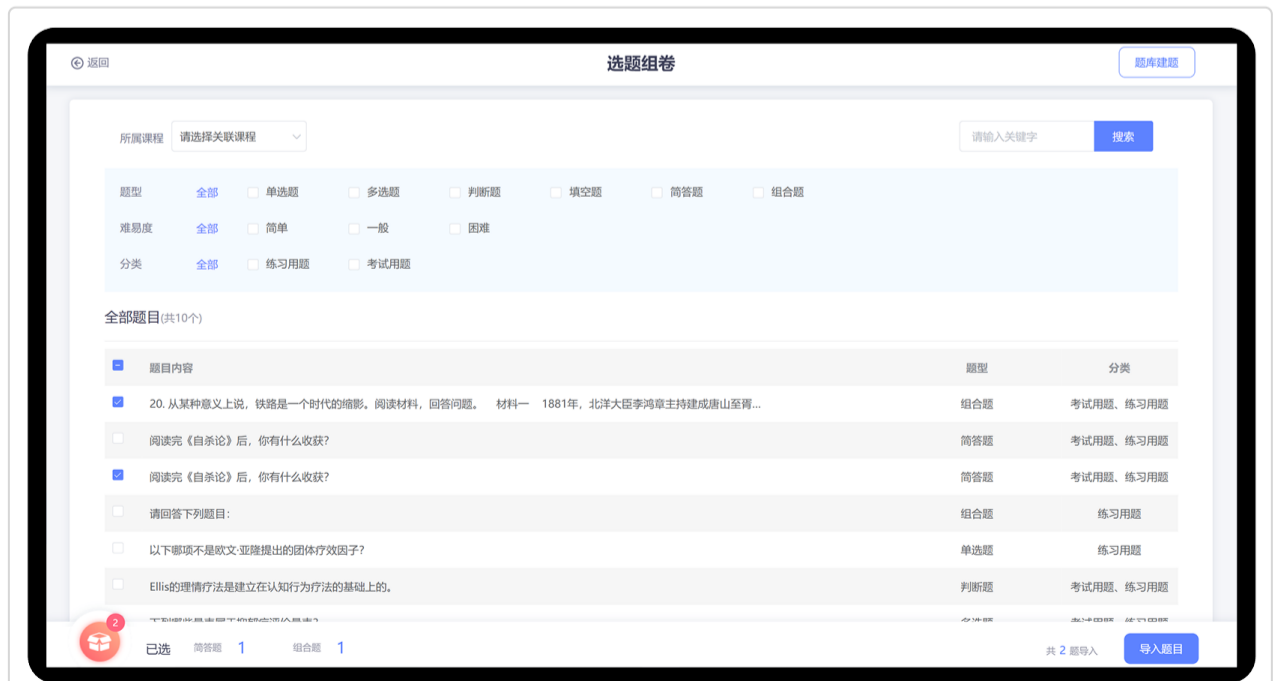 返回 选题组卷 题库建题
所属课程 请选择关联课程 请输入关键字 搜索
题型 全部 单选题 多选题 判断题 填空题 简答题 组合题
难易度 全部 简单 一般 困难
分类 全部 练习用题 考试用题
全部题目(共10个)
题目内容 题型 分类
20. 从某种意义上说，铁路是一个时代的缩影。阅读材料，回答问题。 材料一 1881年，北洋大臣李鸿章主持建成唐山至胥... 组合题 考试用题、练习用题
阅读完《自杀论》后，你有什么收获? 简答题 考试用题、练习用题
阅读完《自杀论》后，你有什么收获? 简答题 考试用题、练习用题
请回答下列题目: 组合题 练习用题
以下哪项不是欧文·亚隆提出的团体疗效因子? 单选题 练习用题
Ellis的理情疗法是建立在认知行为疗法的基础上的。 判断题 考试用题、练习用题
多选题 考试用题、练习用题
2
已选 简答题 1 组合题 1 共 2 题导入 导入题目